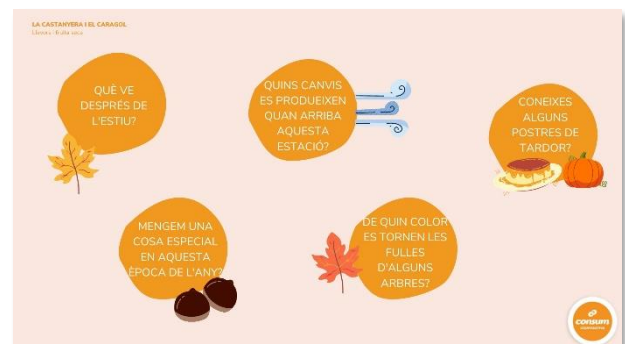 LA CASTANYERA I EL CARAGOL
QUÈ VE
DESPRÉS DE
L'ESTIU?
QUINS CANVIS
ES PRODUEIXEN
QUAN ARRIBA
AQUESTA
ESTACIÓ?
CONEIXES
ALGUNS
POSTRES DE
TARDOR?
MENGEM UNA
COSA ESPECIAL
EN AQUESTA
ÈPOCA DE L'ANY?
DE QUIN COLOR
ES TORNEN LES
FULLES
D'ALGUNS
ARBRES?
consum